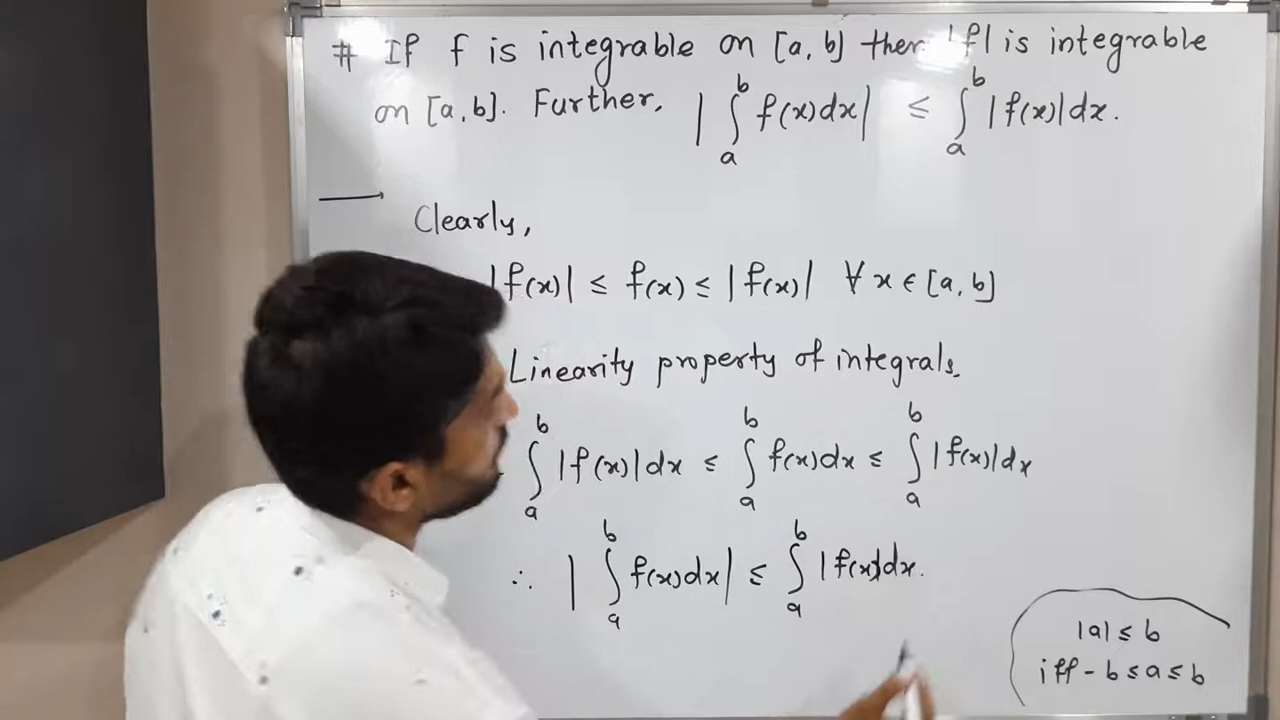 # If f is integrable on [a, b] then |f| is integrable
on [a, b]. Further, | ∫_a^b f(x)dx | ≤ ∫_a^b |f(x)| dx.
Clearly,
|f(x)| ≤ f(x) ≤ |f(x)| ∀ x ∈ [a, b]
Linearity property of integrals.
∫_a^b |f(x)| dx ≤ ∫_a^b f(x)dx ≤ ∫_a^b |f(x)| dx
∴ | ∫_a^b f(x)dx | ≤ ∫_a^b |f(x)|dx.
|a| ≤ b
iff - b ≤ a ≤ b